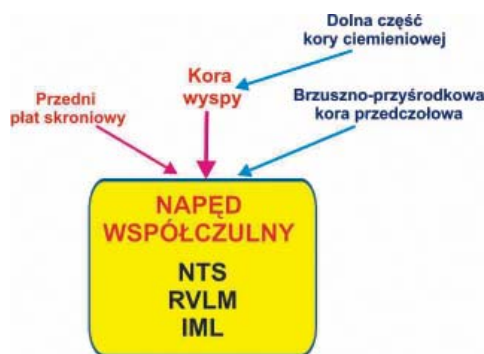 Dolna część
kory ciemieniowej
Kora
wyspy
Przedni
płat skroniowy
Brzuszno-przyśrodkowa
kora przedczołowa
NAPĘD
WSPÓŁCZULNY
NTS
RVLM
IML